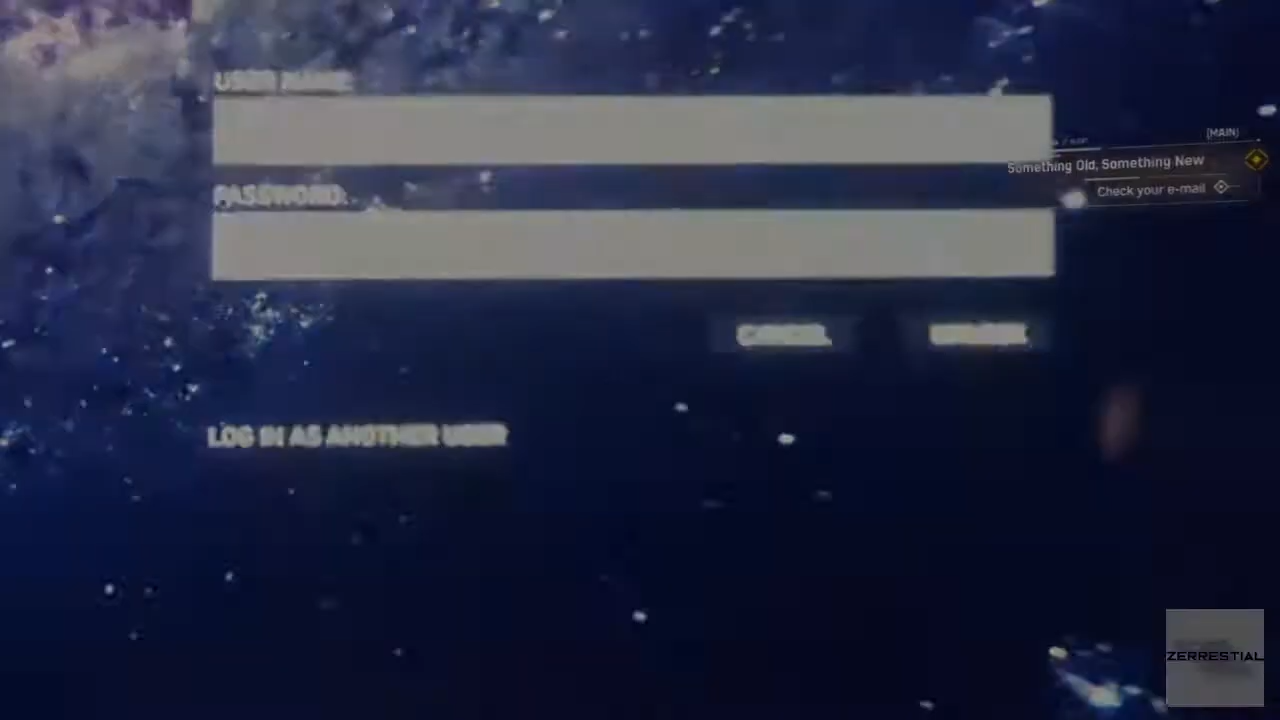 USER NAME:
[MAIN]
Something Old, Something New
PASSWORD:
Check your e-mail
CANCEL
LOG IN AS ANOTHER USER
ZERRESTIAL